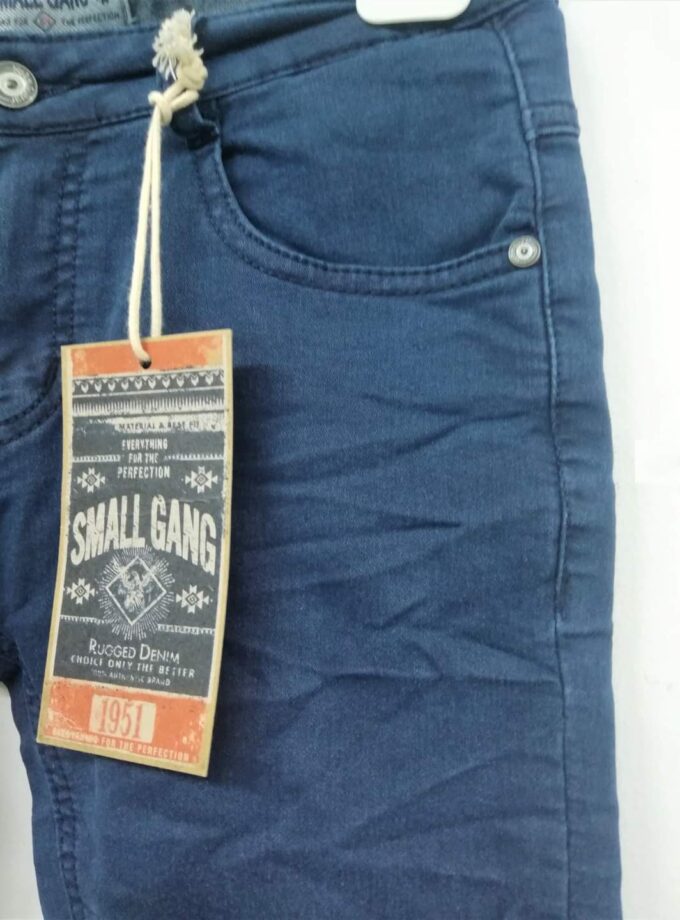 SMALL GANG
FOR THE PERFECTION
MATERIAL & BEST FIT
EVERYTHING
FOR THE
PERFECTION
SMALL GANG
RUGGED DENIM
CHOICE ONLY THE BETTER
AUTHENTIC BRAND
1951
FOR THE PERFECTION